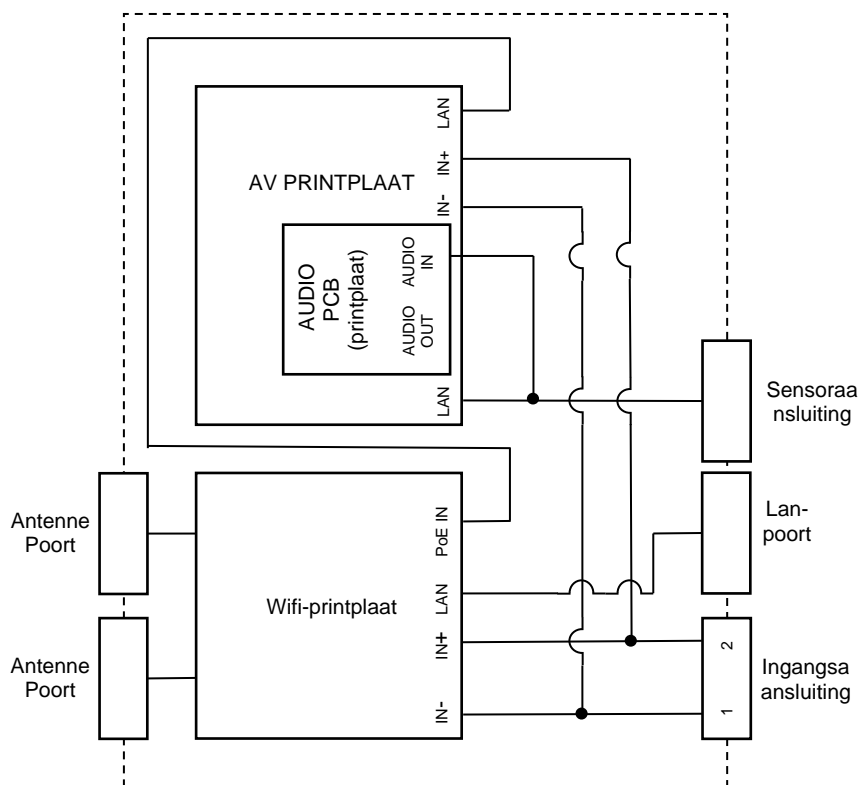 LAN
IN+
AV PRINTPLAAT
IN-
AUDIO
PCB
(printplaat)
AUDIO
IN
AUDIO
OUT
LAN
Sensoraa
nsluiting
Antenne
Poort
PoE IN
Lan-
poort
LAN
Wifi-printplaat
IN+
2
Antenne
Poort
Ingangsa
ansluiting
IN-
1